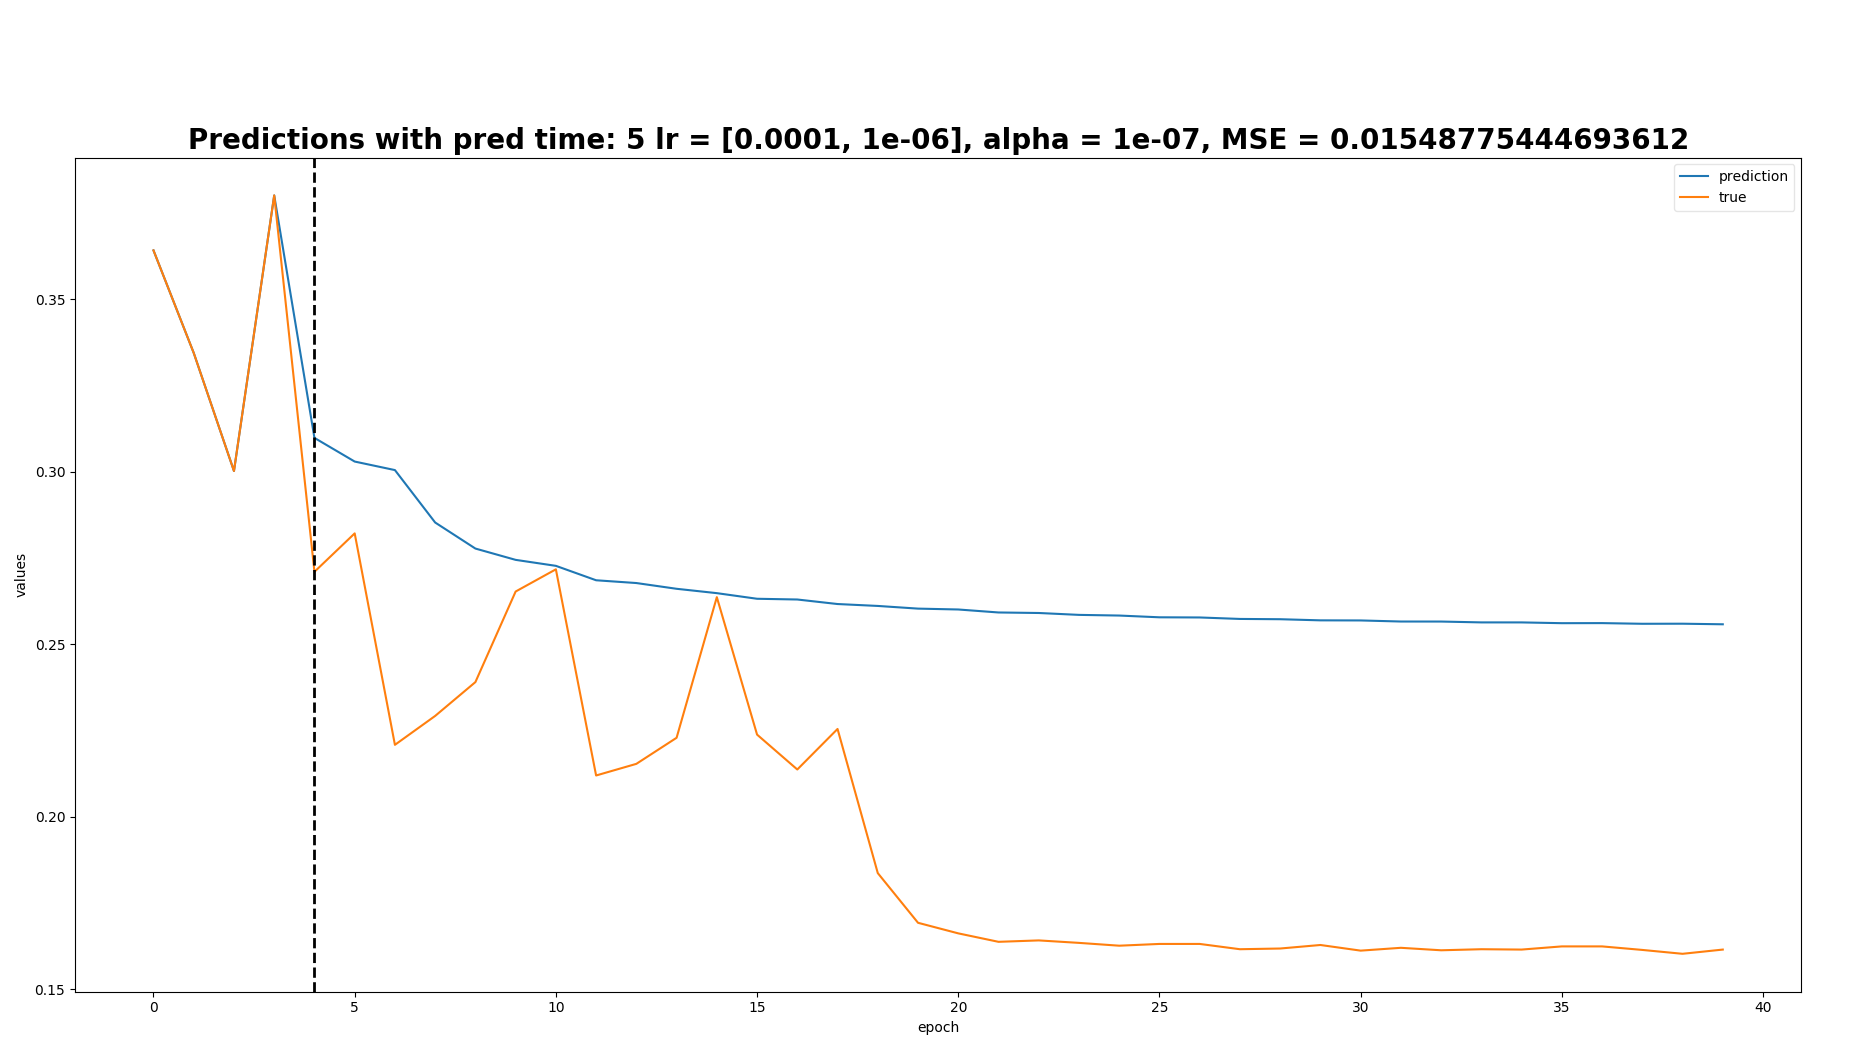 Predictions with pred time: 5 lr = [0.0001, 1e-06], alpha = 1e-07, MSE = 0.01548775444693612
prediction
true
0.35
0.30
0.25
0.20
0.15
values
0 5 10 15 20 25 30 35 40
epoch